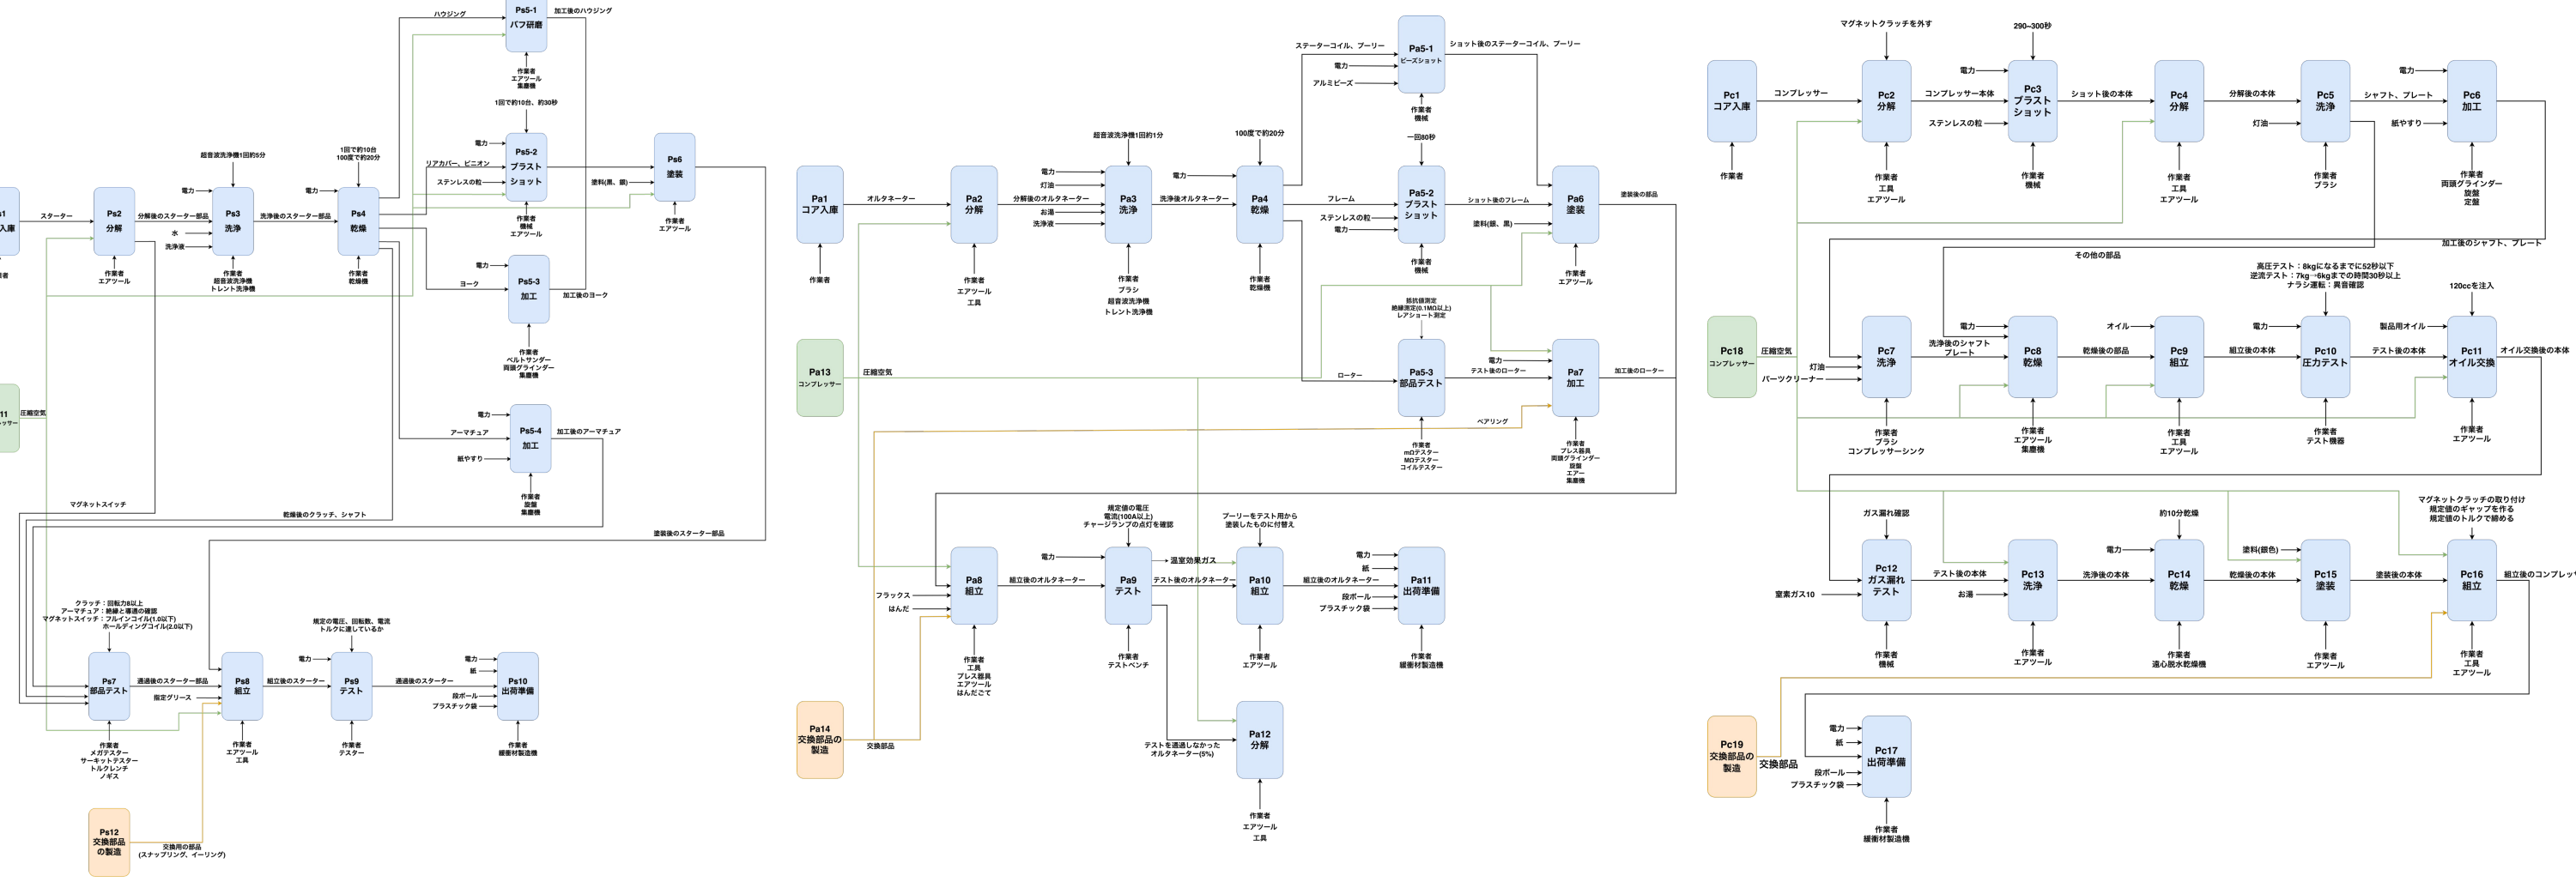 ハウジング
Ps5-1
バフ研磨
加工後のハウジング
作業者
エアツール
集塵機
1回で約10台、約30秒
電力
Ps5-2
ブラスト
ショット
リアカバー、ピニオン
ステンレスの粒
作業者
機械
エアツール
塗料(黒、銀)
Ps6
塗装
作業者
エアツール
超音波洗浄機1回約5分
1回で約10台
100度で約20分
s1
入庫
スターター
Ps2
分解
作業者
エアツール
分解後のスターター部品
電力
水
洗浄液
Ps3
洗浄
作業者
超音波洗浄機
トレント洗浄機
洗浄後のスターター部品
電力
Ps4
乾燥
作業者
乾燥機
電力
ヨーク
Ps5-3
加工
加工後のヨーク
作業者
ベルトサンダー
両頭グラインダー
集塵機
11
圧縮空気
電力
アーマチュア
紙やすり
Ps5-4
加工
加工後のアーマチュア
作業者
旋盤
集塵機
マグネットスイッチ
乾燥後のクラッチ、シャフト
塗装後のスターター部品
クラッチ：回転力8以上
アーマチュア：絶縁と導通の確認
マグネットスイッチ：フルインコイル(1.0以下)
ホールディングコイル(2.0以下)
Ps7
部品テスト
作業者
メガテスター
サーキットテスター
トルクレンチ
ノギス
通過後のスターター部品
指定グリース
Ps8
組立
作業者
エアツール
工具
組立後のスターター
規定の電圧、回転数、電流
トルクに達しているか
電力
Ps9
テスト
作業者
テスター
通過後のスターター
電力
紙
段ボール
プラスチック袋
Ps10
出荷準備
作業者
緩衝材製造機
Ps12
交換部品
の製造
交換用の部品
(スナップリング、イーリング)
ステーターコイル、プーリー
電力
アルミビーズ
Pa5-1
ビーズショット
ショット後のステーターコイル、プーリー
作業者
機械
Pa1
コア入庫
作業者
オルタネーター
Pa2
分解
作業者
エアツール
工具
超音波洗浄機1回約1分
電力
灯油
分解後のオルタネーター
お湯
洗浄液
Pa3
洗浄
作業者
ブラシ
超音波洗浄機
トレント洗浄機
洗浄後オルタネーター
100度で約20分
電力
Pa4
乾燥
作業者
乾燥機
一回80秒
フレーム
ステンレスの粒
電力
Pa5-2
ブラスト
ショット
作業者
機械
ショット後のフレーム
塗料(銀、黒)
Pa6
塗装
作業者
エアツール
塗装後の部品
Pa13
コンプレッサー
圧縮空気
抵抗値測定
絶縁測定(0.1MΩ以上)
レアショート測定
ローター
Pa5-3
部品テスト
作業者
mΩテスター
MΩテスター
コイルテスター
電力
テスト後のローター
ベアリング
Pa7
加工
作業者
プレス器具
両頭グラインダー
旋盤
エアー
集塵機
加工後のローター
フラックス
はんだ
Pa8
組立
作業者
工具
プレス器具
エアツール
はんだごて
規定値の電圧
電流(100A以上)
チャージランプの点灯を確認
電力
組立後のオルタネーター
Pa9
テスト
作業者
テストベンチ
温室効果ガス
テスト後のオルタネーター
プーリーをテスト用から
塗装したものに付替え
Pa10
組立
作業者
エアツール
組立後のオルタネーター
電力
紙
段ボール
プラスチック袋
Pa11
出荷準備
作業者
緩衝材製造機
Pa14
交換部品の
製造
交換部品
テストを通過しなかった
オルタネーター(5%)
Pa12
分解
作業者
エアツール
工具
Pc1
コア入庫
作業者
コンプレッサー
マグネットクラッチを外す
Pc2
分解
作業者
工具
エアツール
コンプレッサー本体
290~300秒
電力
ステンレスの粒
Pc3
ブラスト
ショット
作業者
機械
ショット後の本体
Pc4
分解
作業者
工具
エアツール
分解後の本体
灯油
Pc5
洗浄
作業者
ブラシ
シャフト、プレート
電力
紙やすり
Pc6
加工
作業者
両頭グラインダー
旋盤
定盤
加工後のシャフト、プレート
その他の部品
Pc18
コンプレッサー
圧縮空気
灯油
パーツクリーナー
Pc7
洗浄
作業者
ブラシ
コンプレッサーシンク
洗浄後のシャフト
プレート
電力
Pc8
乾燥
作業者
エアツール
集塵機
オイル
乾燥後の部品
Pc9
組立
作業者
工具
エアツール
組立後の本体
高圧テスト：8kgになるまでに52秒以下
逆流テスト：7kg→6kgまでの時間30秒以上
ナラシ運転：異音確認
電力
Pc10
圧力テスト
作業者
テスト機器
テスト後の本体
120ccを注入
製品用オイル
Pc11
オイル交換
作業者
エアツール
オイル交換後の本体
ガス漏れ確認
窒素ガス10
Pc12
ガス漏れ
テスト
作業者
機械
テスト後の本体
お湯
Pc13
洗浄
作業者
エアツール
洗浄後の本体
約10分乾燥
電力
Pc14
乾燥
作業者
遠心脱水乾燥機
乾燥後の本体
塗料(銀色)
Pc15
塗装
作業者
エアツール
塗装後の本体
マグネットクラッチの取り付け
規定値のギャップを作る
規定値のトルクで締める
Pc16
組立
作業者
工具
エアツール
組立後のコンプレッ
Pc19
交換部品の
製造
交換部品
電力
紙
段ボール
プラスチック袋
Pc17
出荷準備
作業者
緩衝材製造機